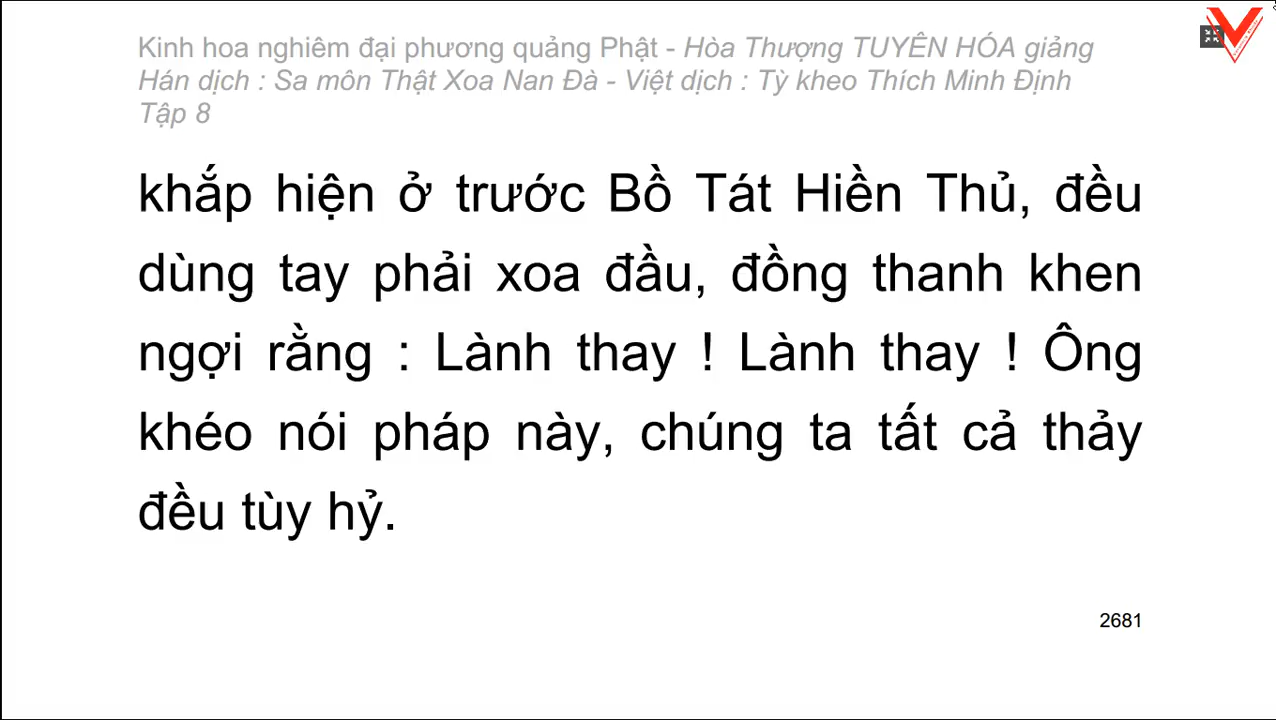 Kinh hoa nghiêm đại phương quảng Phật - Hòa Thượng TUYÊN HÓA giảng
Hán dịch : Sa môn Thật Xoa Nan Đà - Việt dịch : Tỳ kheo Thích Minh Định
Tập 8
khắp hiện ở trước Bồ Tát Hiền Thủ, đều
dùng tay phải xoa đầu, đồng thanh khen
ngợi rằng : Lành thay ! Lành thay ! Ông
khéo nói pháp này, chúng ta tất cả thảy
đều tùy hỷ.
2681